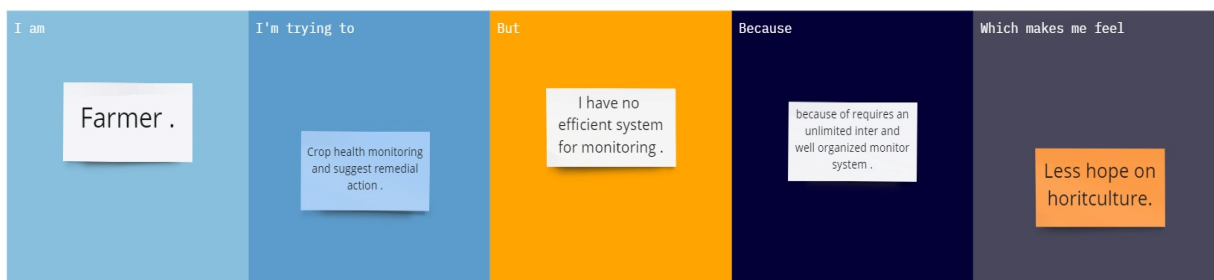 I am
Farmer .
I'm trying to
Crop health monitoring
and suggest remedial
action .
But
I have no
efficient system
for monitoring .
Because
because of requires an
unlimited inter and
well organized monitor
system .
Which makes me feel
Less hope on
horitculture.